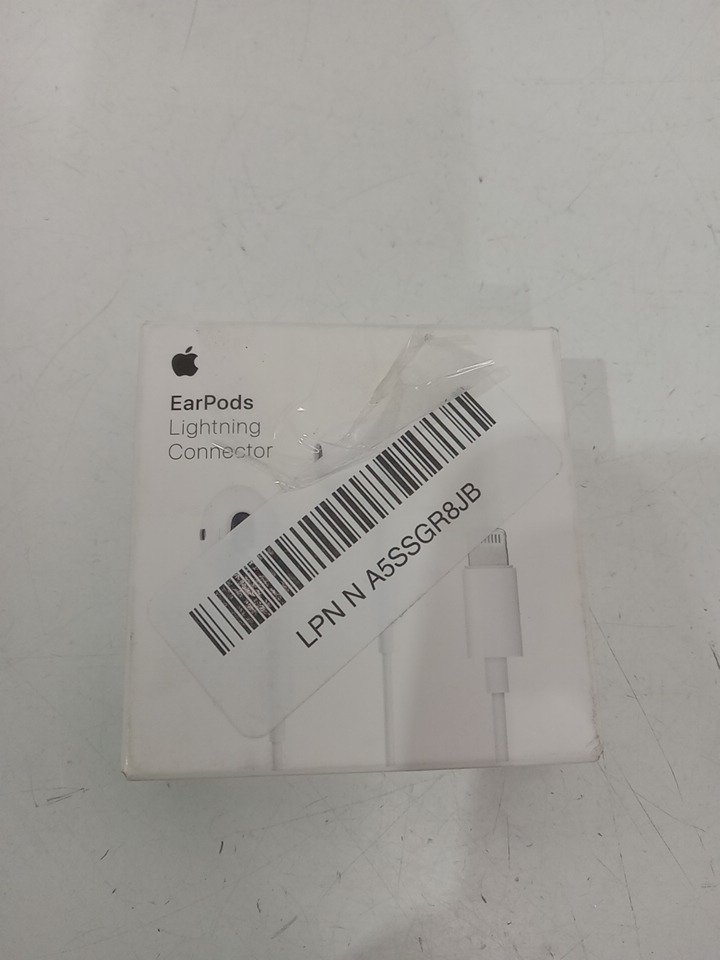 EarPods
Lightning
Connector
LPN N A5SSGR8JB